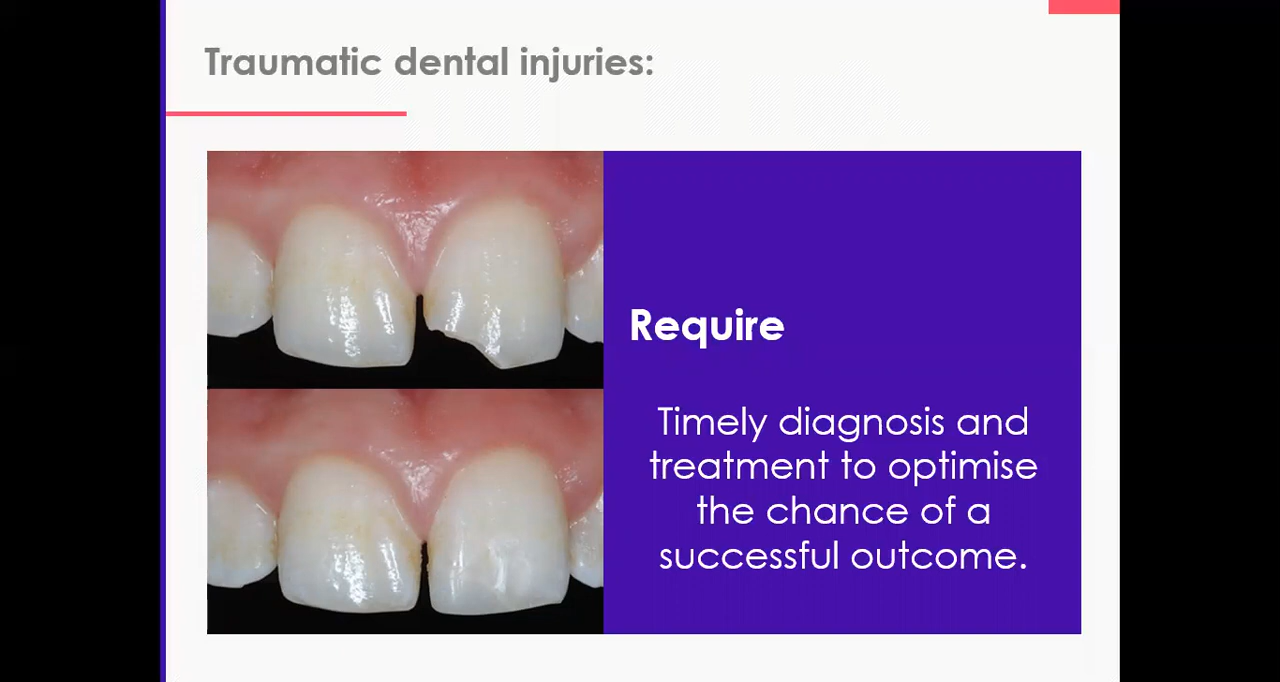 Traumatic dental injuries:
Require
Timely diagnosis and
treatment to optimise
the chance of a
successful outcome.